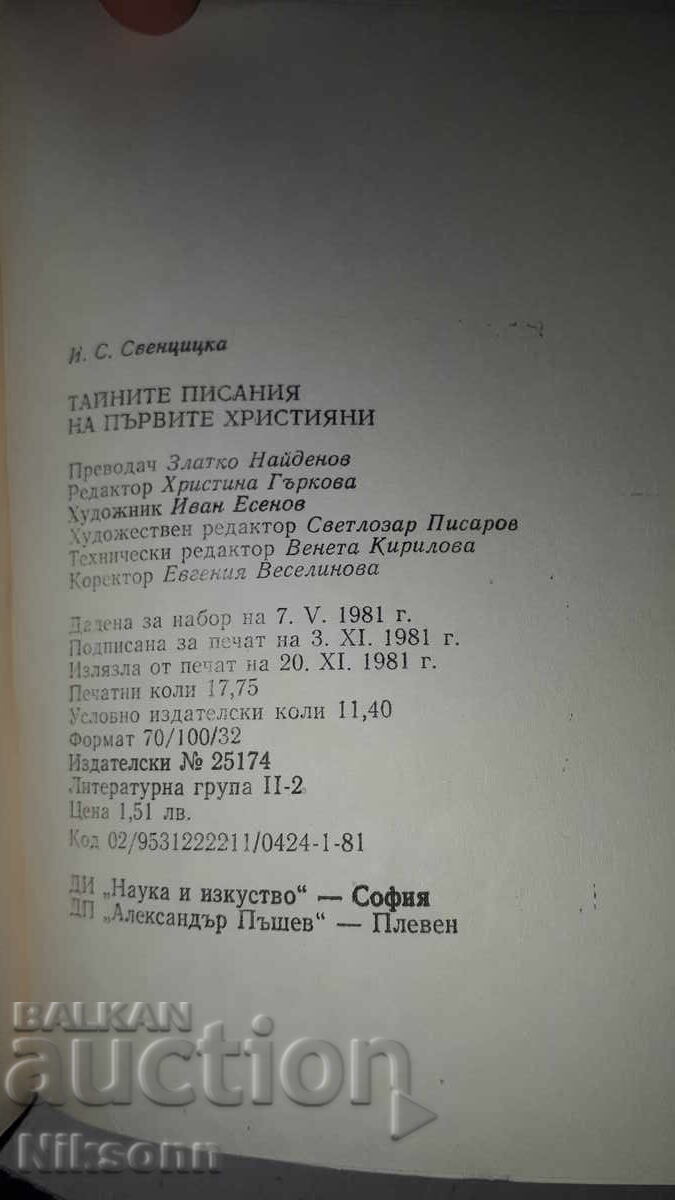 И. С. Свенцицка
ТАЙНИТЕ ПИСАНИЯ
НА ПЪРВИТЕ ХРИСТИЯНИ
Преводач Златко Найденов
Редактор Христина Гъркова
Художник Иван Есенов
Художествен редактор Светлозар Писаров
Технически редактор Венета Кирилова
Коректор Евгения Веселинова
Дадена за набор на 7. V. 1981 г.
Подписана за печат на 3. XI. 1981 г.
Излязла от печат на 20. XI. 1981 г.
Печатни коли 17,75
Условно издателски коли 11,40
Формат 70/100/32
Издателски № 25174
Литературна група II-2
Цена 1,51 лв.
Код 02/9531222211/0424-1-81
ДИ „Наука и изкуство“ — София
ДП „Александър Пъшев“ — Плевен
BALKAN
auction
Niksonn